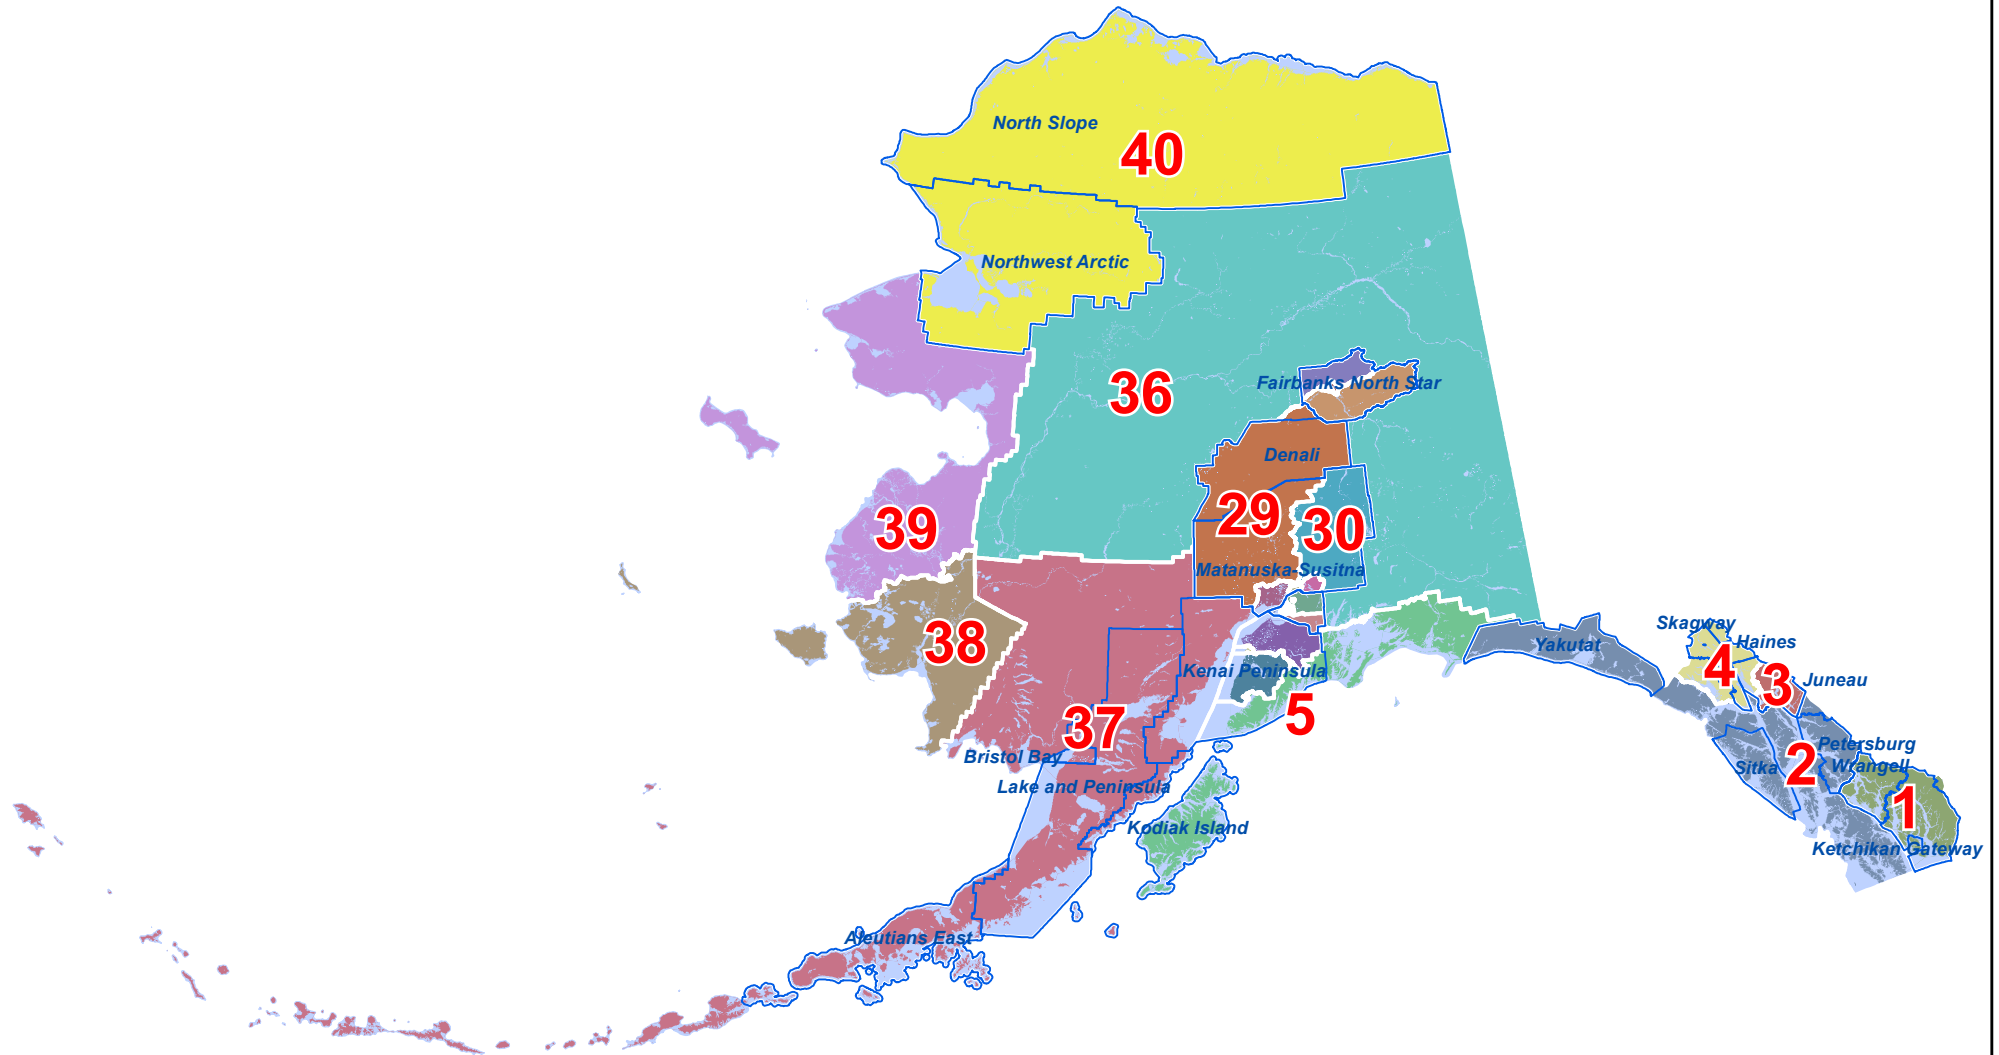 North Slope
40
Northwest Arctic
36
Fairbanks North Star
Denali
29
30
39
Matanuska-Susitna
38
Skagway
Haines
Yakutat
4
Kenai Peninsula
3
Juneau
5
37
Bristol Bay
Petersburg
2
Wrangell
Sitka
Lake and Peninsula
1
Kodiak Island
Ketchikan Gateway
Aleutians East